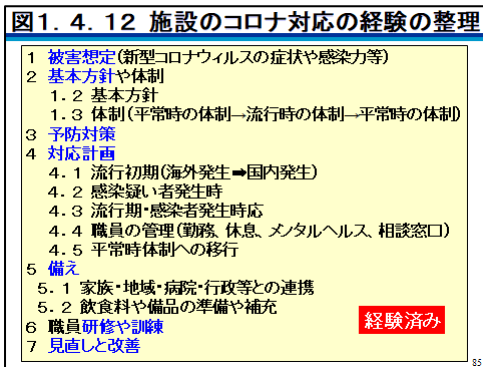 図1.4.12 施設のコロナ対応の経験の整理
1 被害想定(新型コロナウィルスの症状や感染力等)
2 基本方針や体制
1.2 基本方針
1.3 体制(平常時の体制→流行時の体制→平常時の体制)
3 予防対策
4 対応計画
4.1 流行初期(海外発生➡国内発生)
4.2 感染疑い者発生時
4.3 流行期・感染者発生時応
4.4 職員の管理(勤務、休息、メンタルヘルス、相談窓口)
4.5 平常時体制への移行
5 備え
5.1 家族・地域・病院・行政等との連携
5.2 飲食料や備品の準備や補充
6 職員研修や訓練
7 見直しと改善
経験済み
85